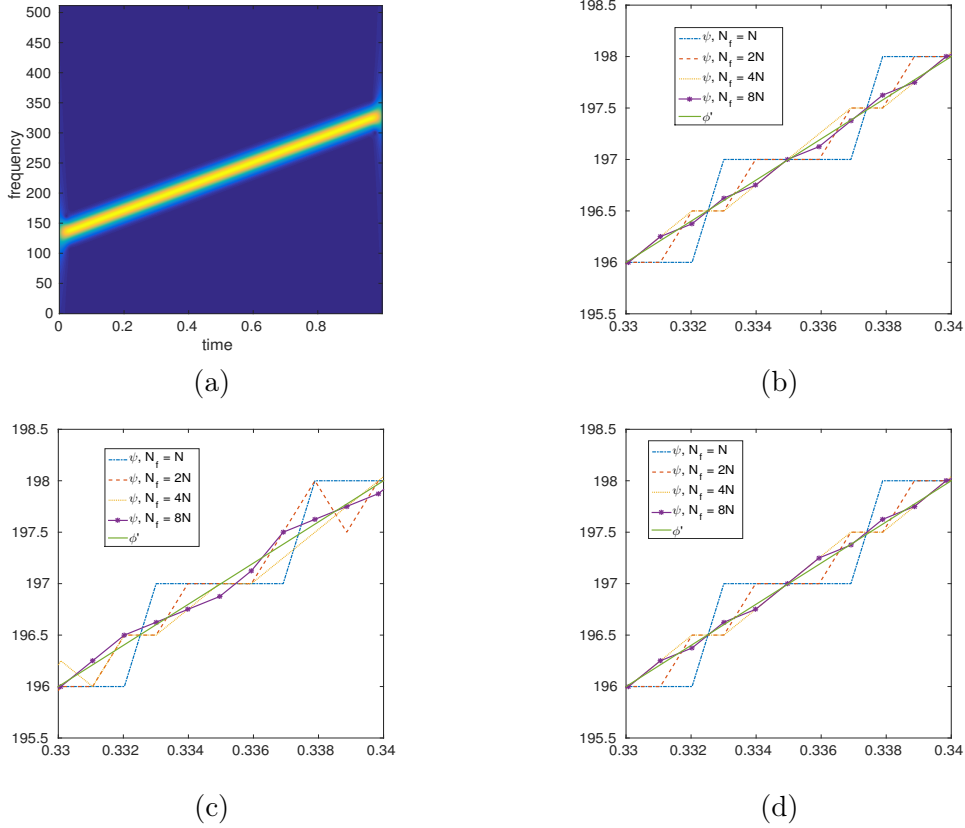 500
450
400
350
300
250
200
150
100
50
0
frequency
0
0.2
0.4
0.6
0.8
time
(a)
198.5
198
197.5
197
196.5
196
195.5
ψ, N_f = N
ψ, N_f = 2N
ψ, N_f = 4N
ψ, N_f = 8N
ϕ'
0.33
0.332
0.334
0.336
0.338
0.34
(b)
198.5
198
197.5
197
196.5
196
195.5
ψ, N_f = N
ψ, N_f = 2N
ψ, N_f = 4N
ψ, N_f = 8N
ϕ'
0.33
0.332
0.334
0.336
0.338
0.34
(c)
198.5
198
197.5
197
196.5
196
195.5
ψ, N_f = N
ψ, N_f = 2N
ψ, N_f = 4N
ψ, N_f = 8N
ϕ'
0.33
0.332
0.334
0.336
0.338
0.34
(d)